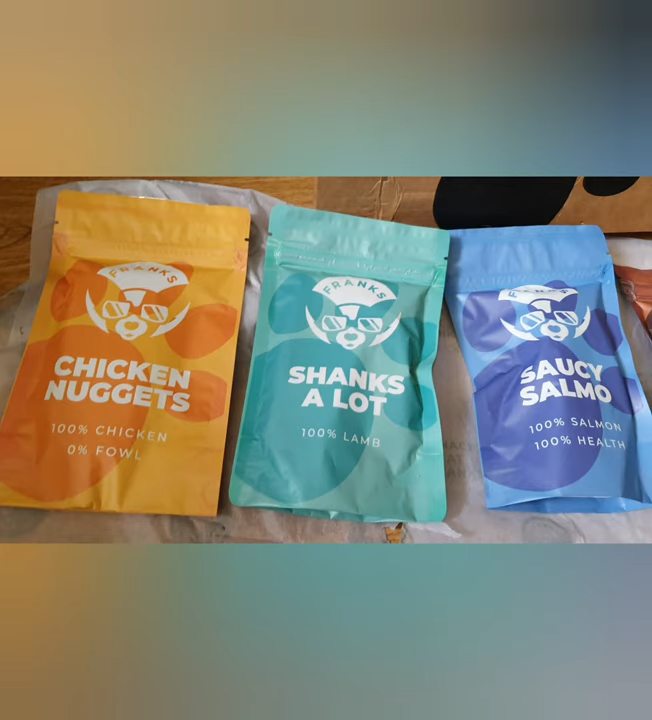 FRANKS
CHICKEN
NUGGETS
100% CHICKEN
0% FOWL
FRANKS
SHANKS
A LOT
100% LAMB
FRANKS
SAUCY
SALMO
100% SALMON
100% HEALTH